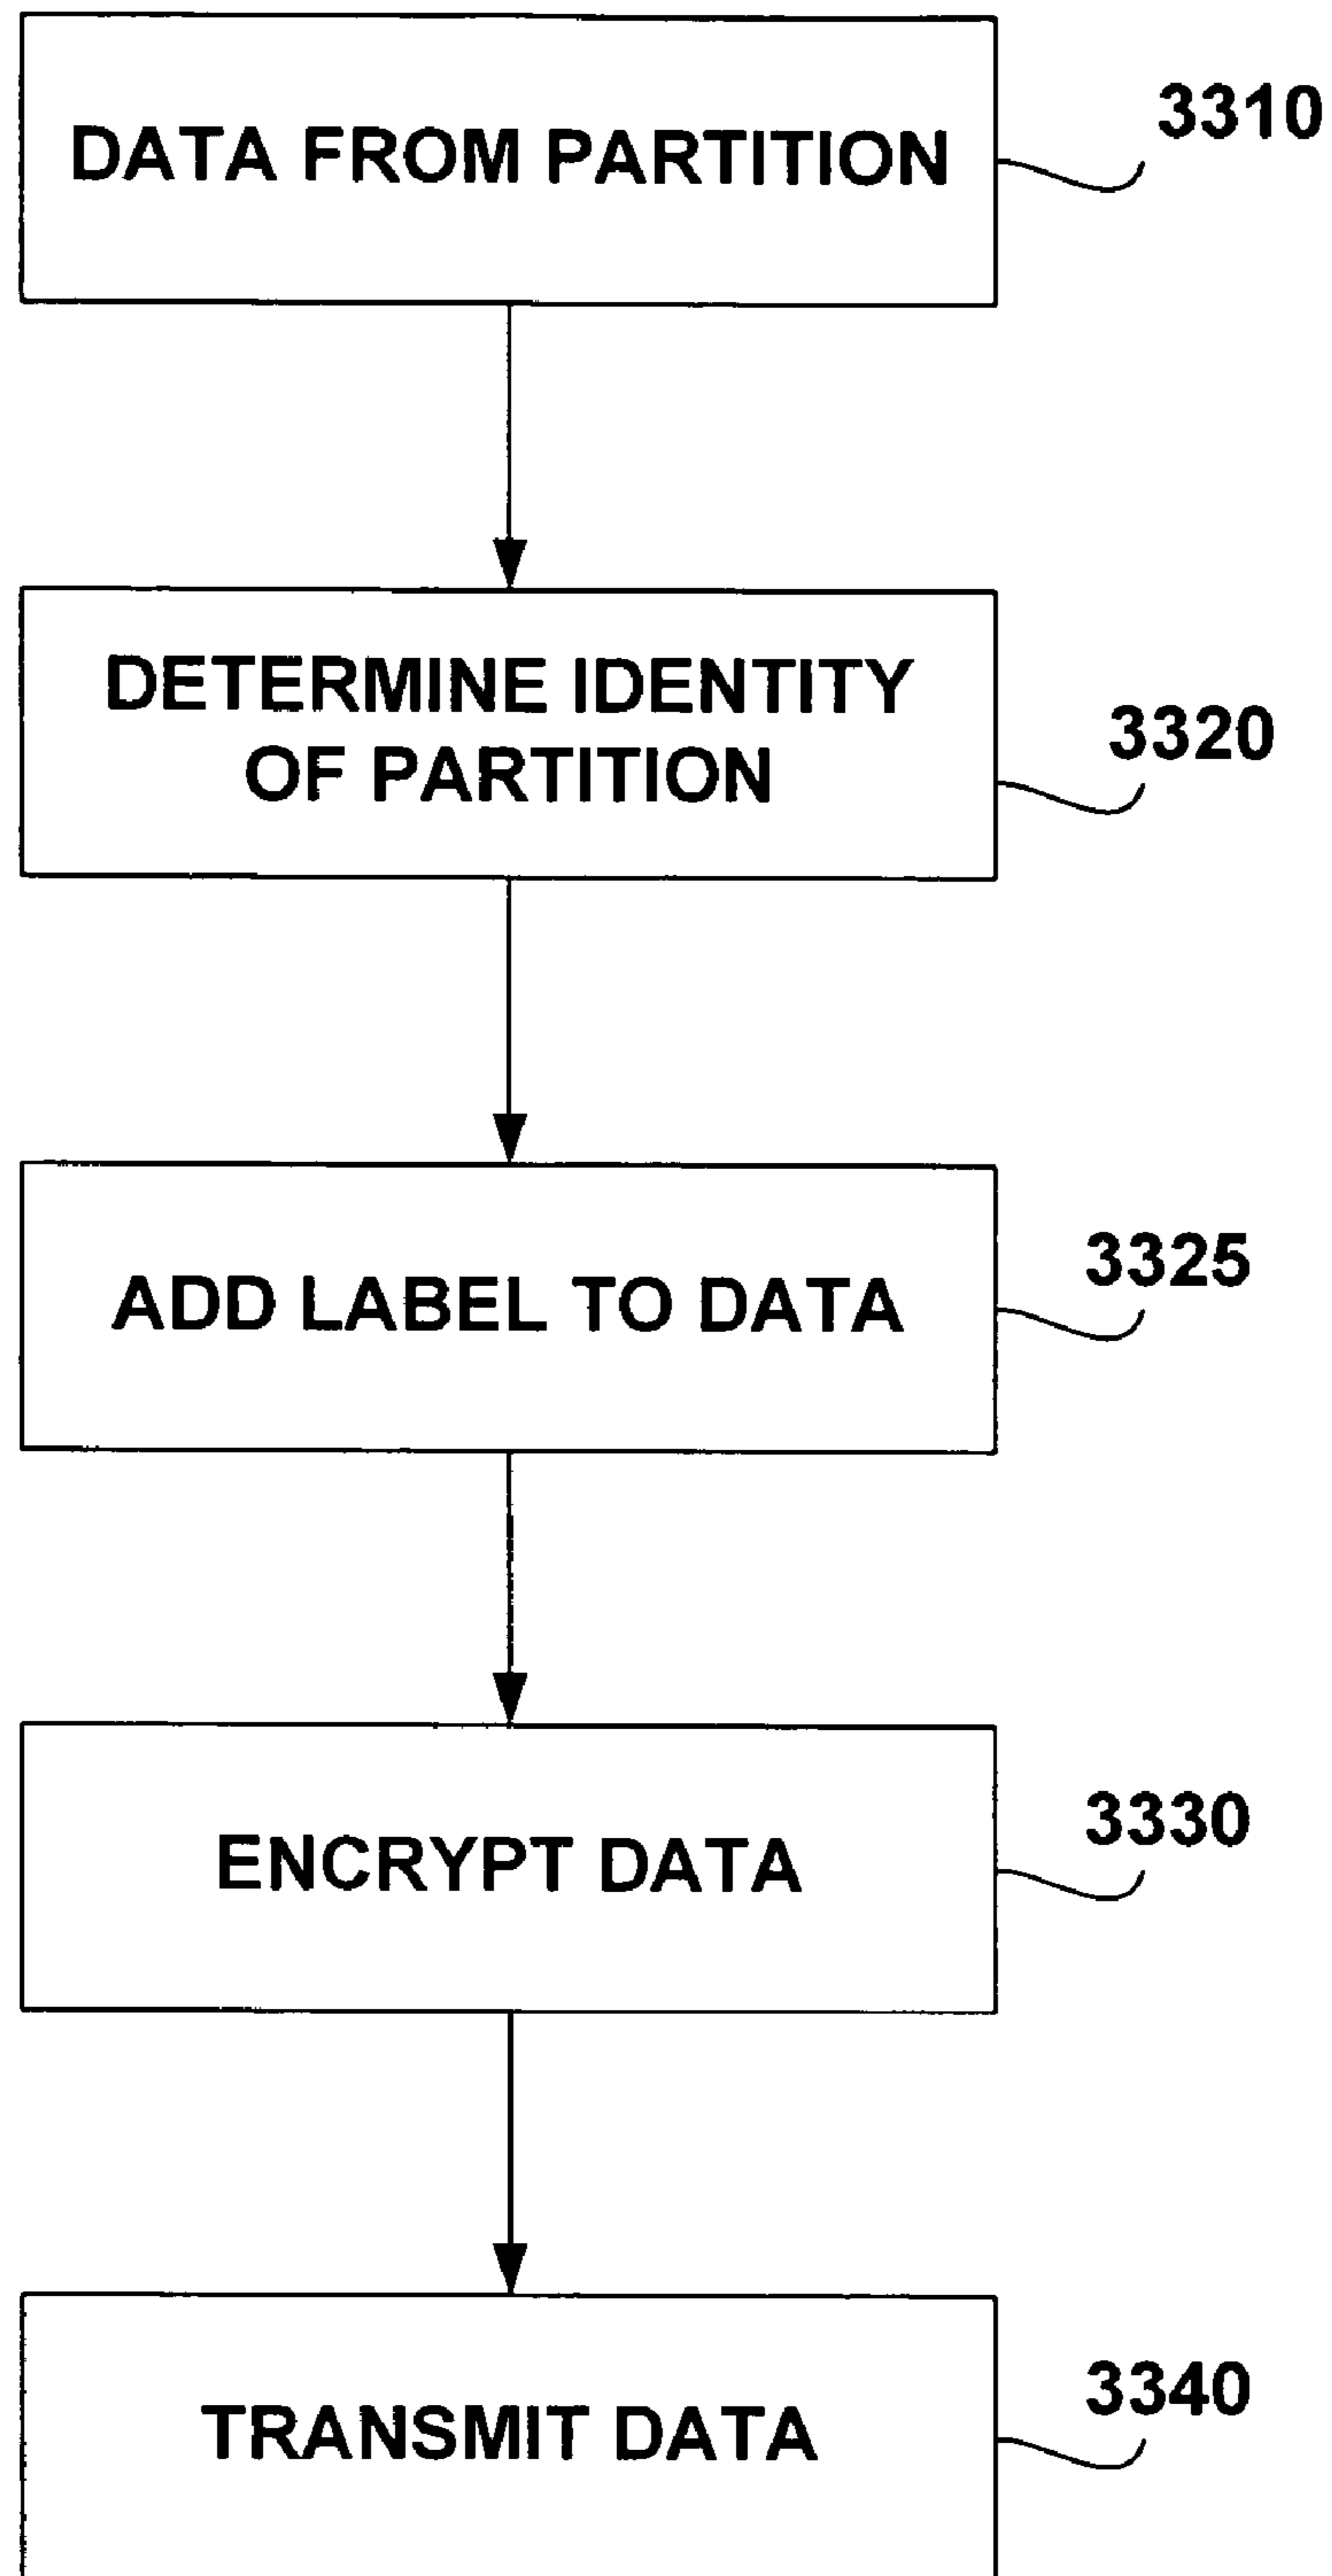 DATA FROM PARTITION
3310
DETERMINE IDENTITY
OF PARTITION
3320
ADD LABEL TO DATA
3325
ENCRYPT DATA
3330
TRANSMIT DATA
3340